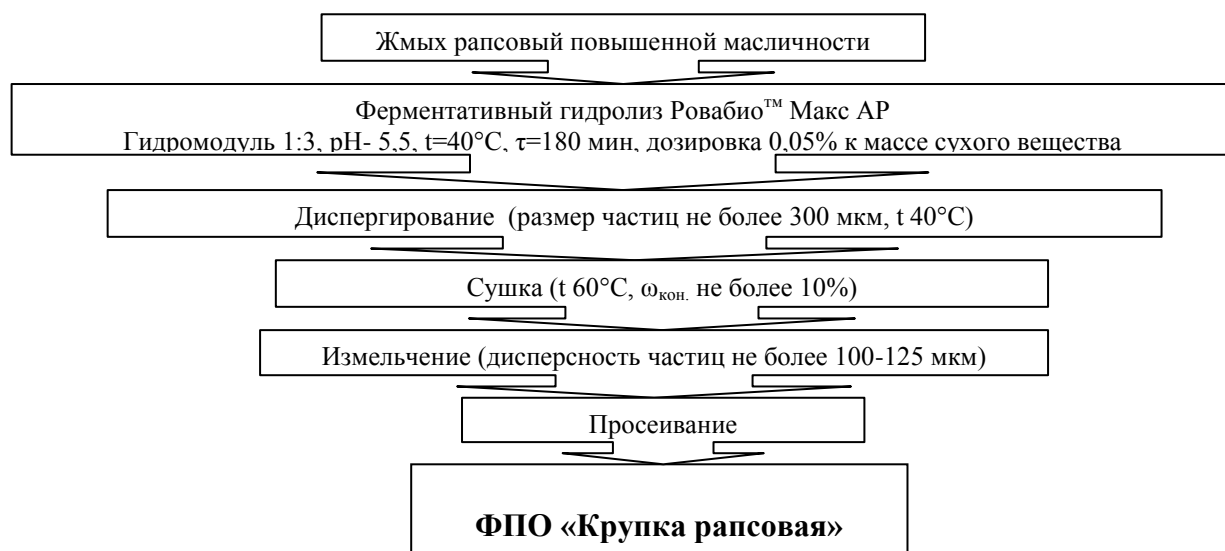 Жмых рапсовый повышенной масличности
Ферментативный гидролиз Ровабио™ Макс АР
Гидромодуль 1:3, рН- 5,5, t=40°С, τ=180 мин, дозировка 0,05% к массе сухого вещества
Диспергирование (размер частиц не более 300 мкм, t 40°С)
Сушка (t 60°С, ωкон. не более 10%)
Измельчение (дисперсность частиц не более 100-125 мкм)
Просеивание
ФПО «Крупка рапсовая»